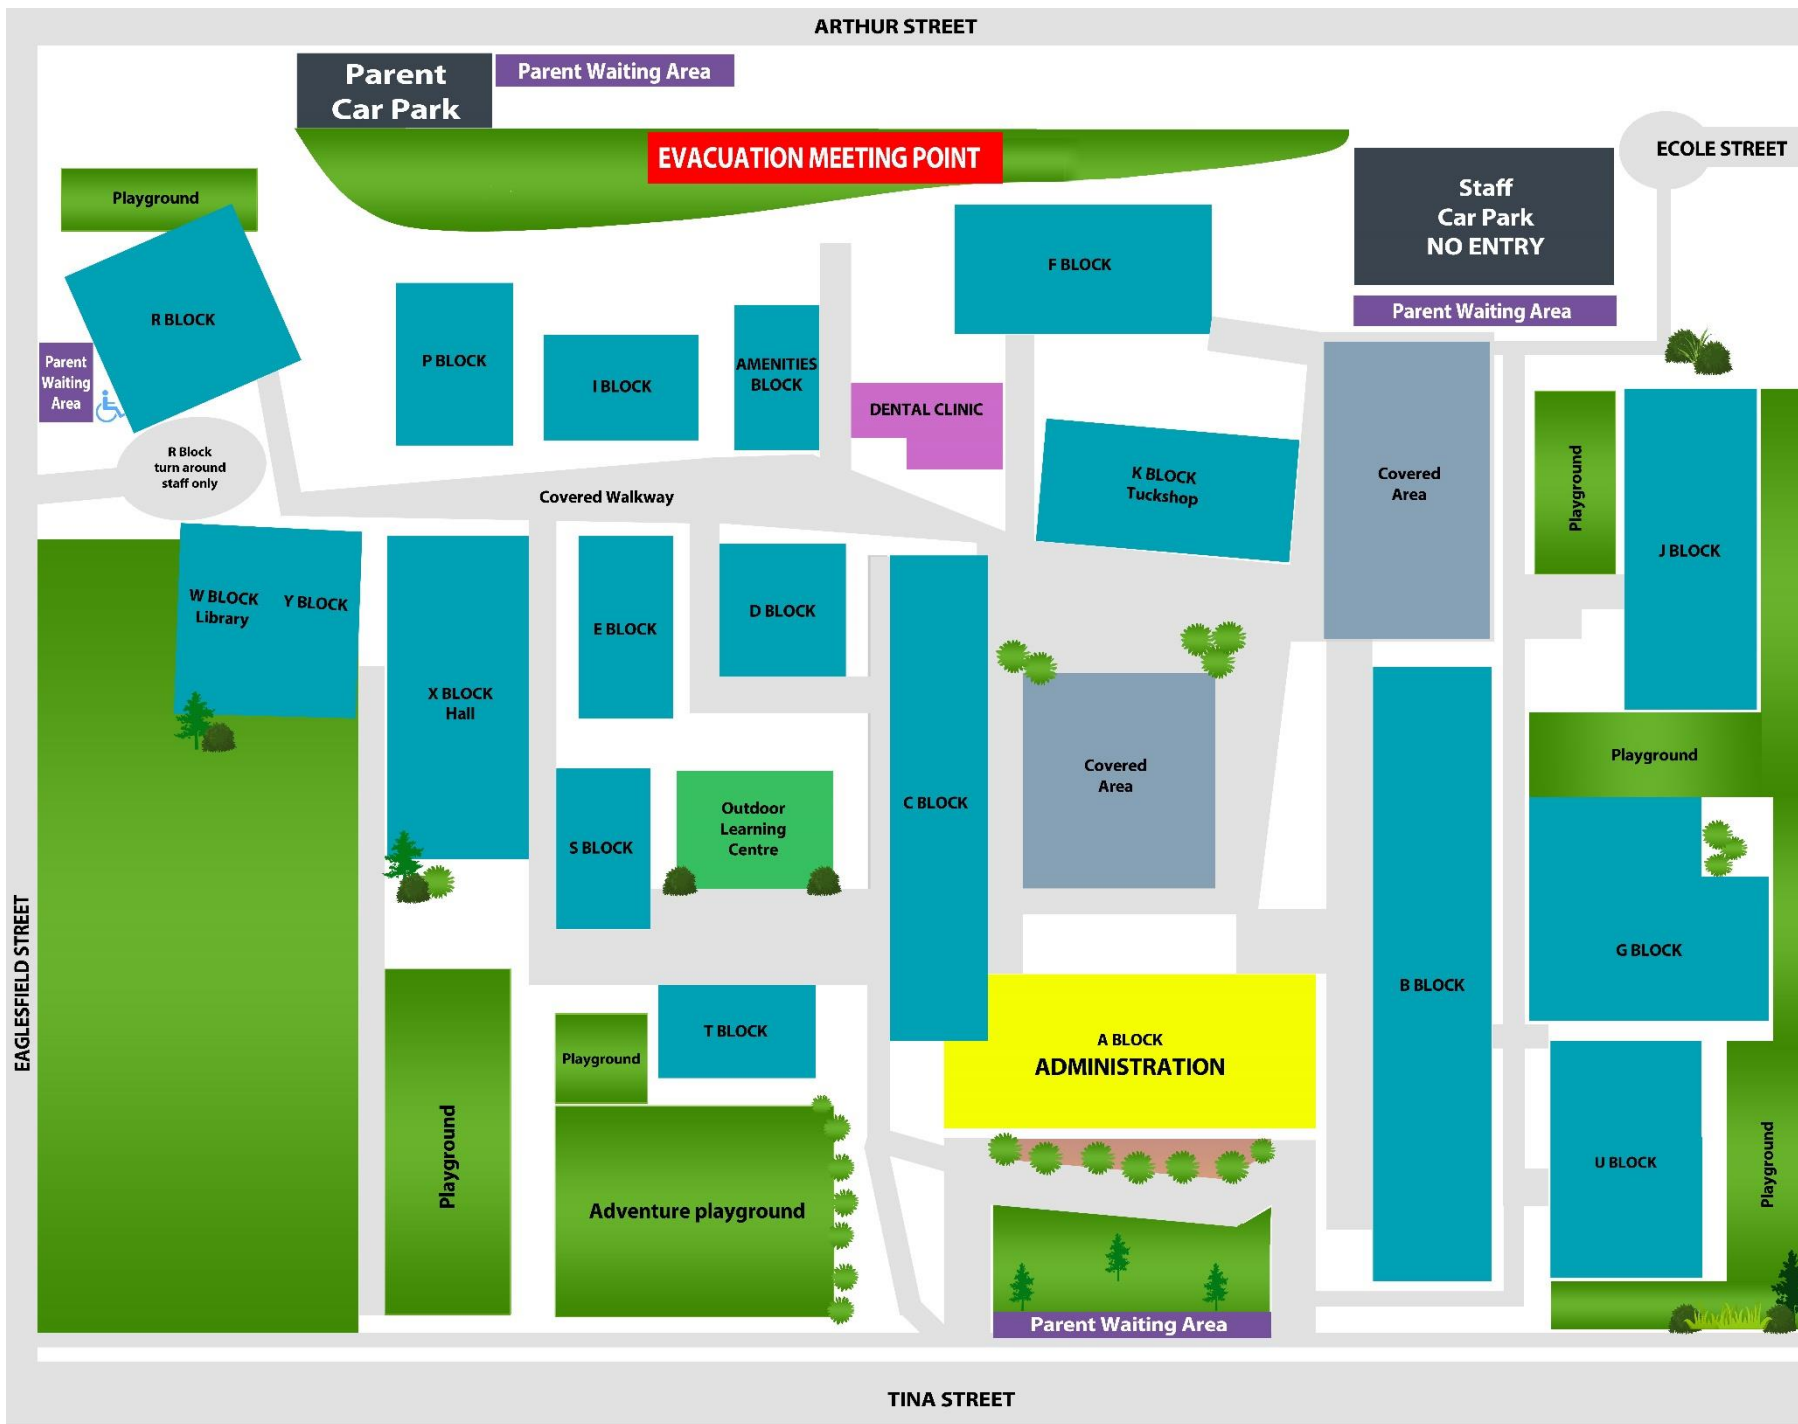 ARTHUR STREET
Parent
Car Park
Parent Waiting Area
EVACUATION MEETING POINT
ECOLE STREET
Staff
Car Park
NO ENTRY
Parent Waiting Area
Playground
R BLOCK
Parent
Waiting
Area
R Block
turn around
staff only
P BLOCK
I BLOCK
AMENITIES
BLOCK
DENTAL CLINIC
F BLOCK
K BLOCK
Tuckshop
Covered
Area
Playground
J BLOCK
Covered Walkway
W BLOCK
Library
Y BLOCK
X BLOCK
Hall
E BLOCK
D BLOCK
S BLOCK
Outdoor
Learning
Centre
C BLOCK
Covered
Area
Playground
G BLOCK
B BLOCK
EAGLESFIELD STREET
T BLOCK
Playground
Playground
Adventure playground
A BLOCK
ADMINISTRATION
U BLOCK
Playground
Parent Waiting Area
TINA STREET